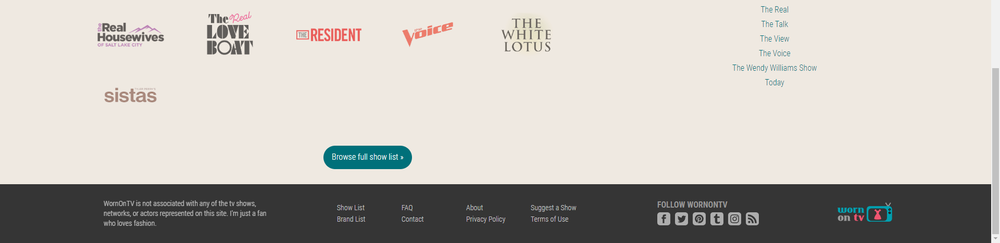 the Real Housewives OF SALT LAKE CITY
The Real LOVE BOAT
THE RESIDENT
the Voice
THE WHITE LOTUS
TYLER PERRY'S sistas
The Real
The Talk
The View
The Voice
The Wendy Williams Show
Today
Browse full show list »
WornOnTV is not associated with any of the tv shows,
networks, or actors represented on this site. I'm just a fan
who loves fashion.
Show List
Brand List
FAQ
Contact
About
Privacy Policy
Suggest a Show
Terms of Use
FOLLOW WORNONTV
worn
on tv